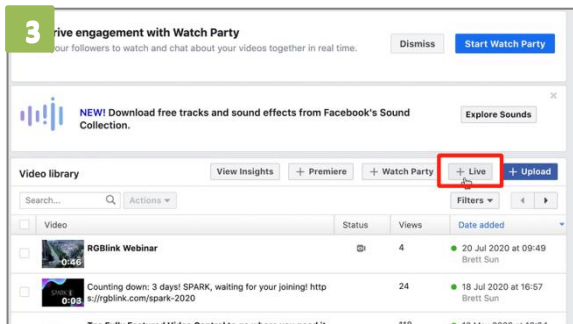 3
rive engagement with Watch Party
our followers to watch and chat about your videos together in real time.
Dismiss
Start Watch Party
NEW! Download free tracks and sound effects from Facebook's Sound
Collection.
Explore Sounds
Video library
View Insights
+ Premiere
+ Watch Party
+ Live
+ Upload
Search...
Actions
Filters
Video
Status
Views
Date added
0:46
RGBlink Webinar
4
20 Jul 2020 at 09:49
Brett Sun
SPARK
0:03
Counting down: 3 days! SPARK, waiting for your joining! http
s://rgblink.com/spark-2020
24
18 Jul 2020 at 16:57
Brett Sun